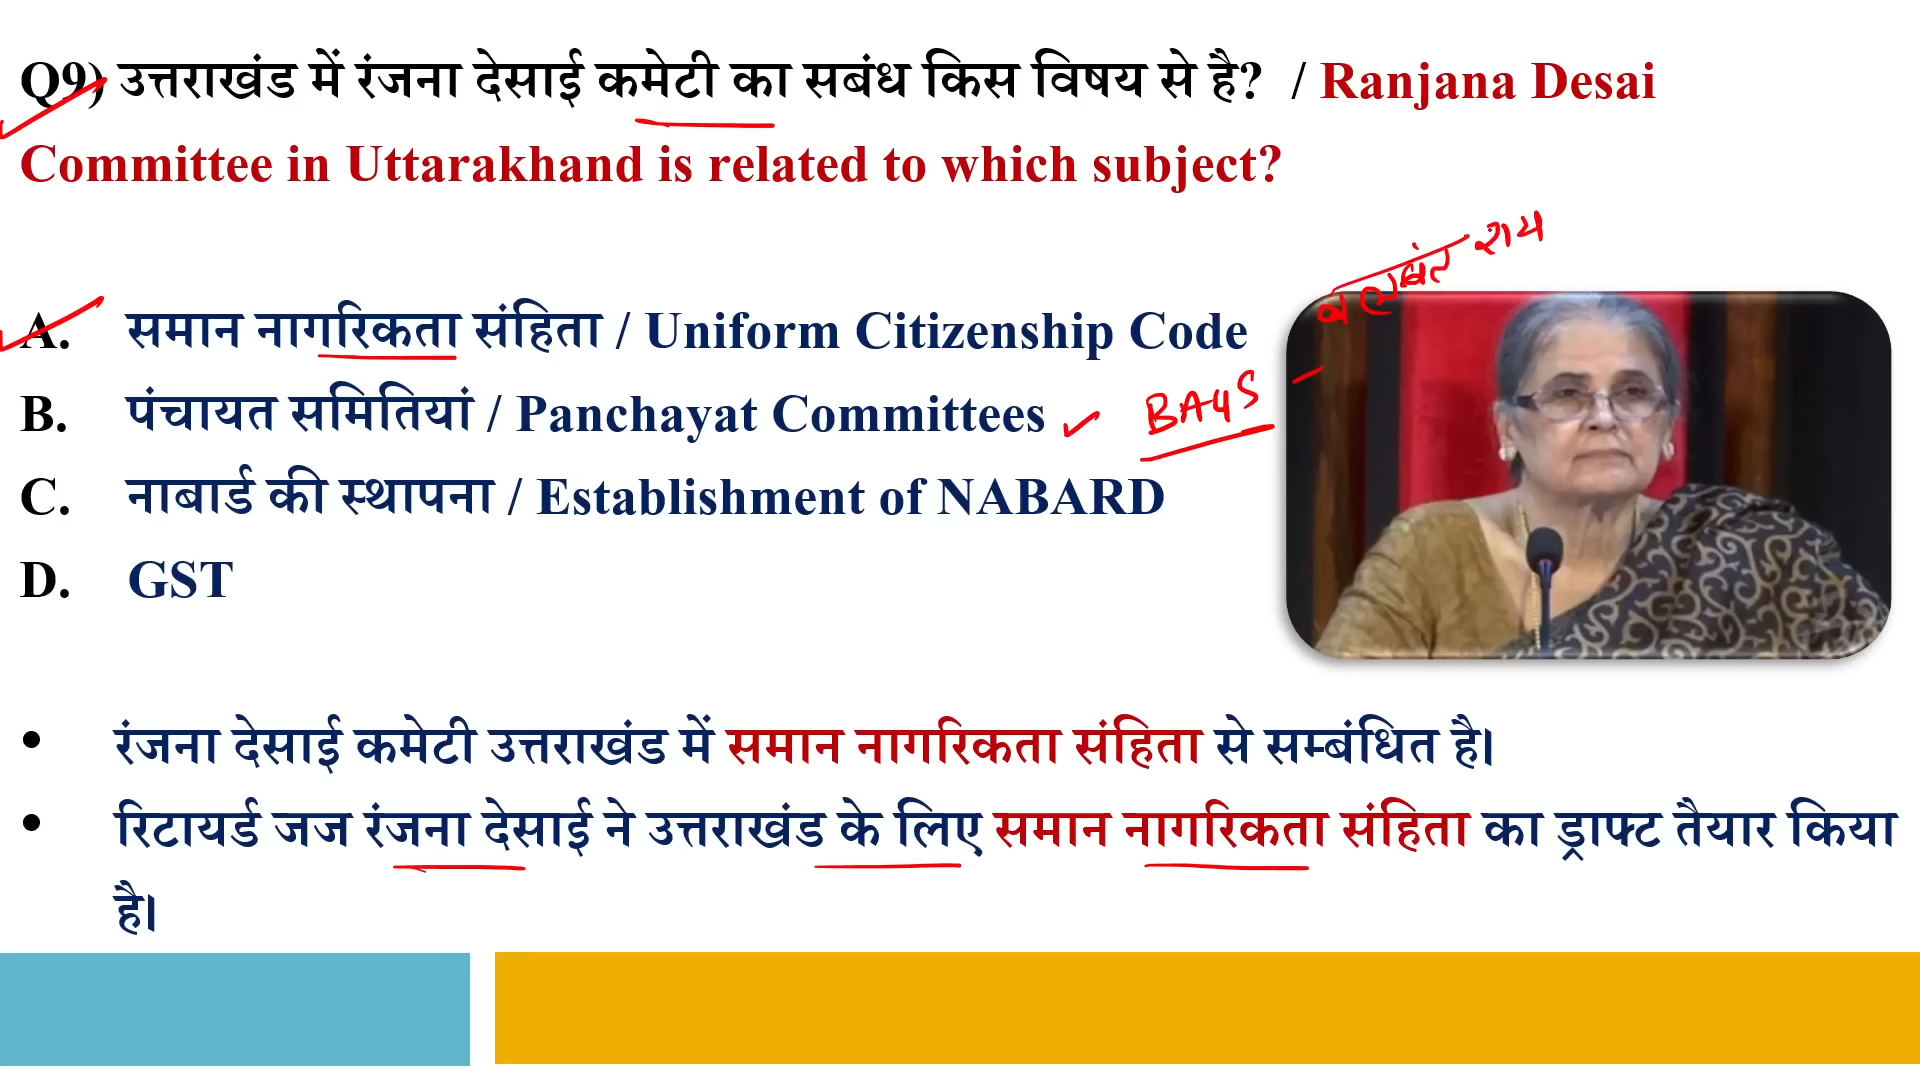 Q9) उत्तराखंड में रंजना देसाई कमेटी का सबंध किस विषय से है? / Ranjana Desai
Committee in Uttarakhand is related to which subject?
A. समान नागरिकता संहिता / Uniform Citizenship Code
B. पंचायत समितियां / Panchayat Committees
C. नाबार्ड की स्थापना / Establishment of NABARD
D. GST
• रंजना देसाई कमेटी उत्तराखंड में समान नागरिकता संहिता से सम्बंधित है।
• रिटायर्ड जज रंजना देसाई ने उत्तराखंड के लिए समान नागरिकता संहिता का ड्राफ्ट तैयार किया
है।